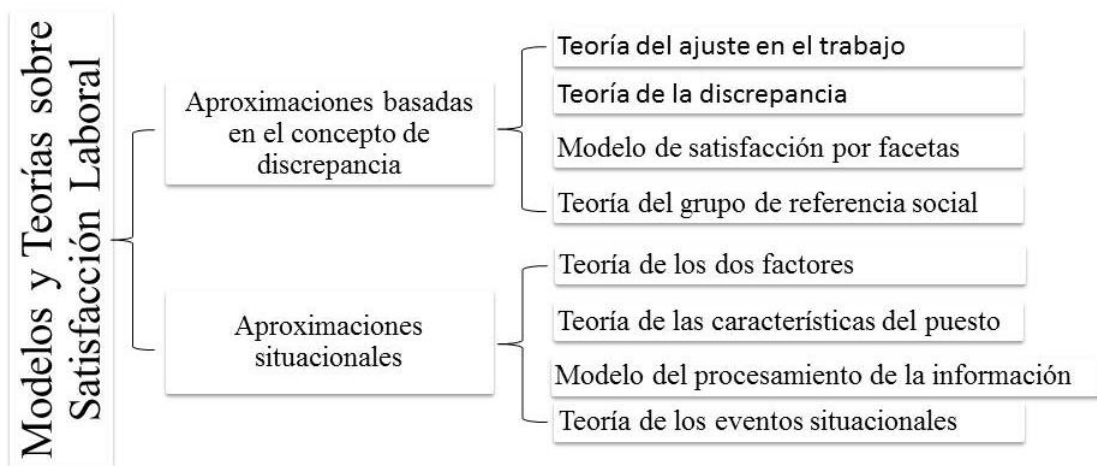 Modelos y Teorías sobre
Satisfacción Laboral
Aproximaciones basadas
en el concepto de
discrepancia
Teoría del ajuste en el trabajo
Teoría de la discrepancia
Modelo de satisfacción por facetas
Teoría del grupo de referencia social
Aproximaciones
situacionales
Teoría de los dos factores
Teoría de las características del puesto
Modelo del procesamiento de la información
Teoría de los eventos situacionales